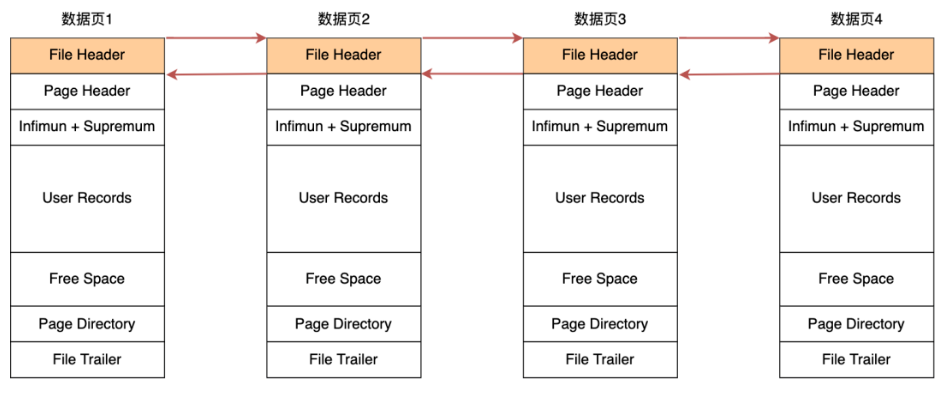 数据页1 数据页2 数据页3 数据页4
File Header File Header File Header File Header
Page Header Page Header Page Header Page Header
Infimun + Supremum Infimun + Supremum Infimun + Supremum Infimun + Supremum
User Records User Records User Records User Records
Free Space Free Space Free Space Free Space
Page Directory Page Directory Page Directory Page Directory
File Trailer File Trailer File Trailer File Trailer